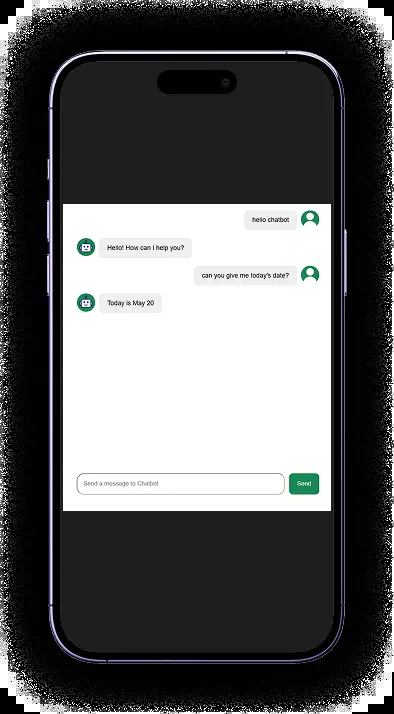 hello chatbot
Hello! How can I help you?
can you give me today's date?
Today is May 20
Send a message to Chatbot
Send